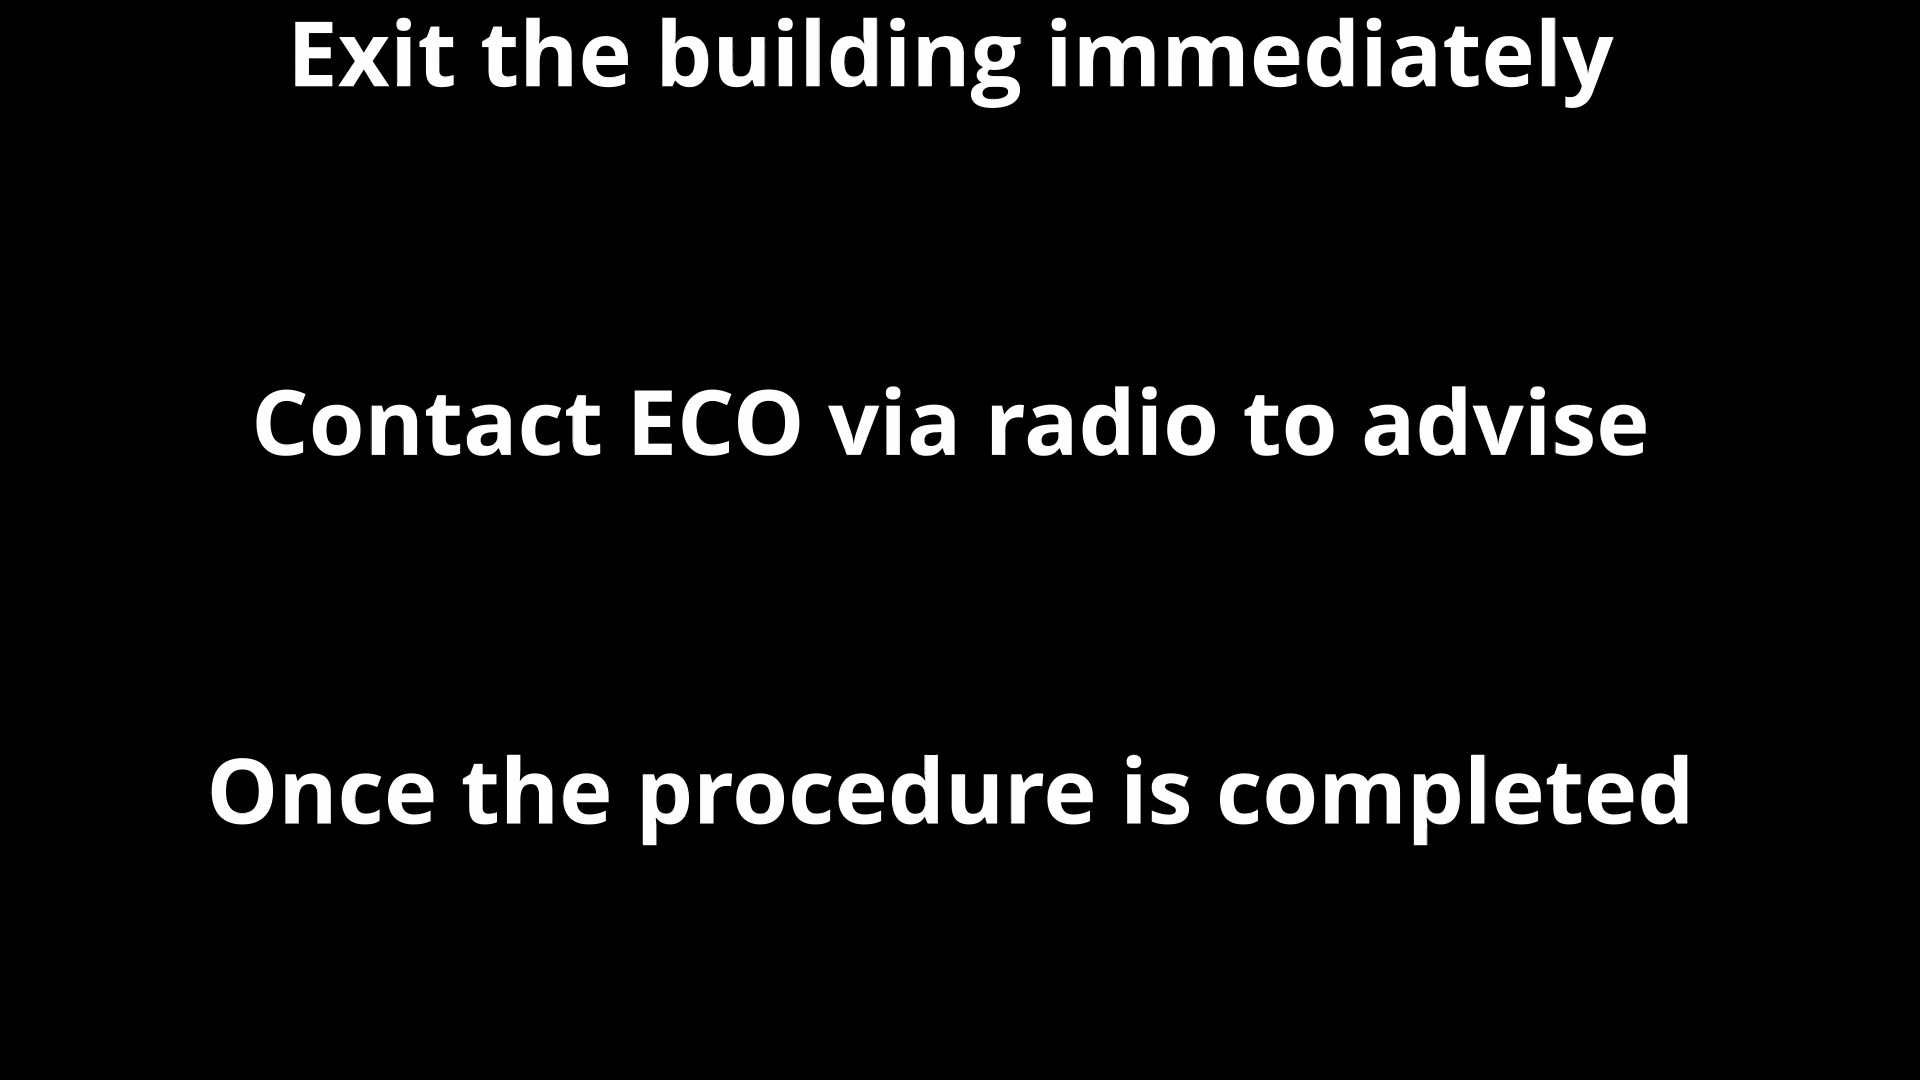 Exit the building immediately
Contact ECO via radio to advise
Once the procedure is completed